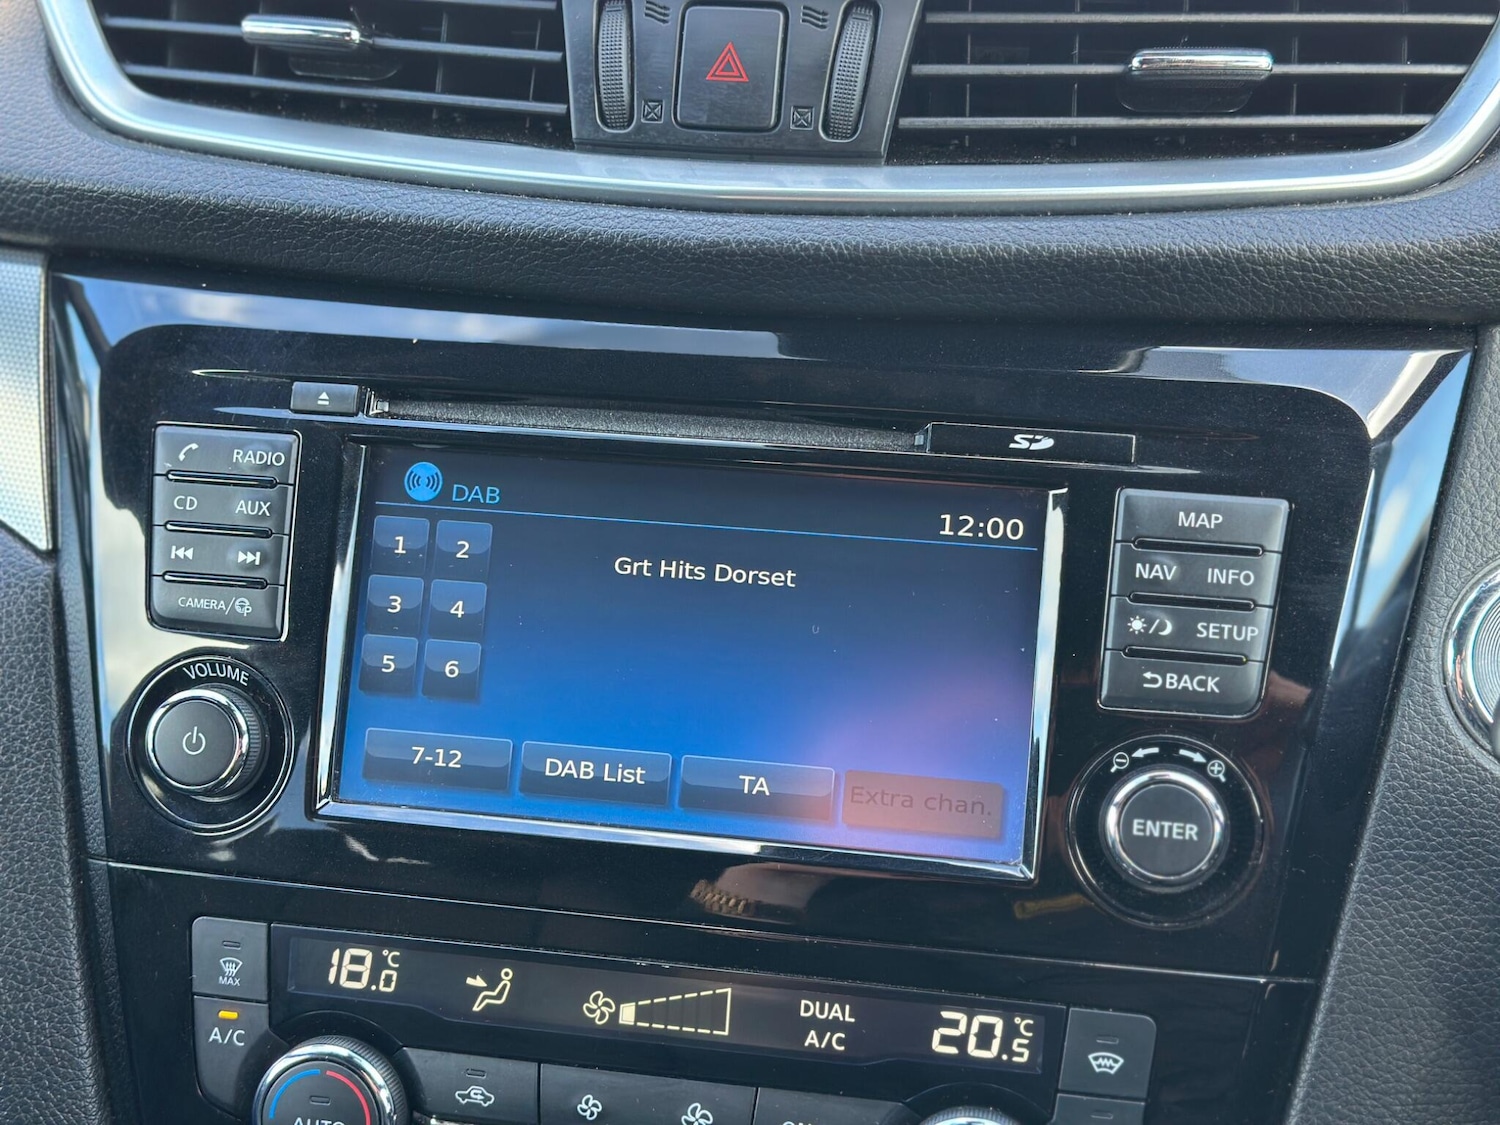 RADIO
CD AUX
CAMERA/
VOLUME
SD
DAB
12:00
Grt Hits Dorset
1 2
3 4
5 6
7-12
DAB List
TA
Extra chan.
MAP
NAV INFO
SETUP
BACK
ENTER
MAX
A/C
18.0°C
DUAL
A/C
20.5°C
AUTO